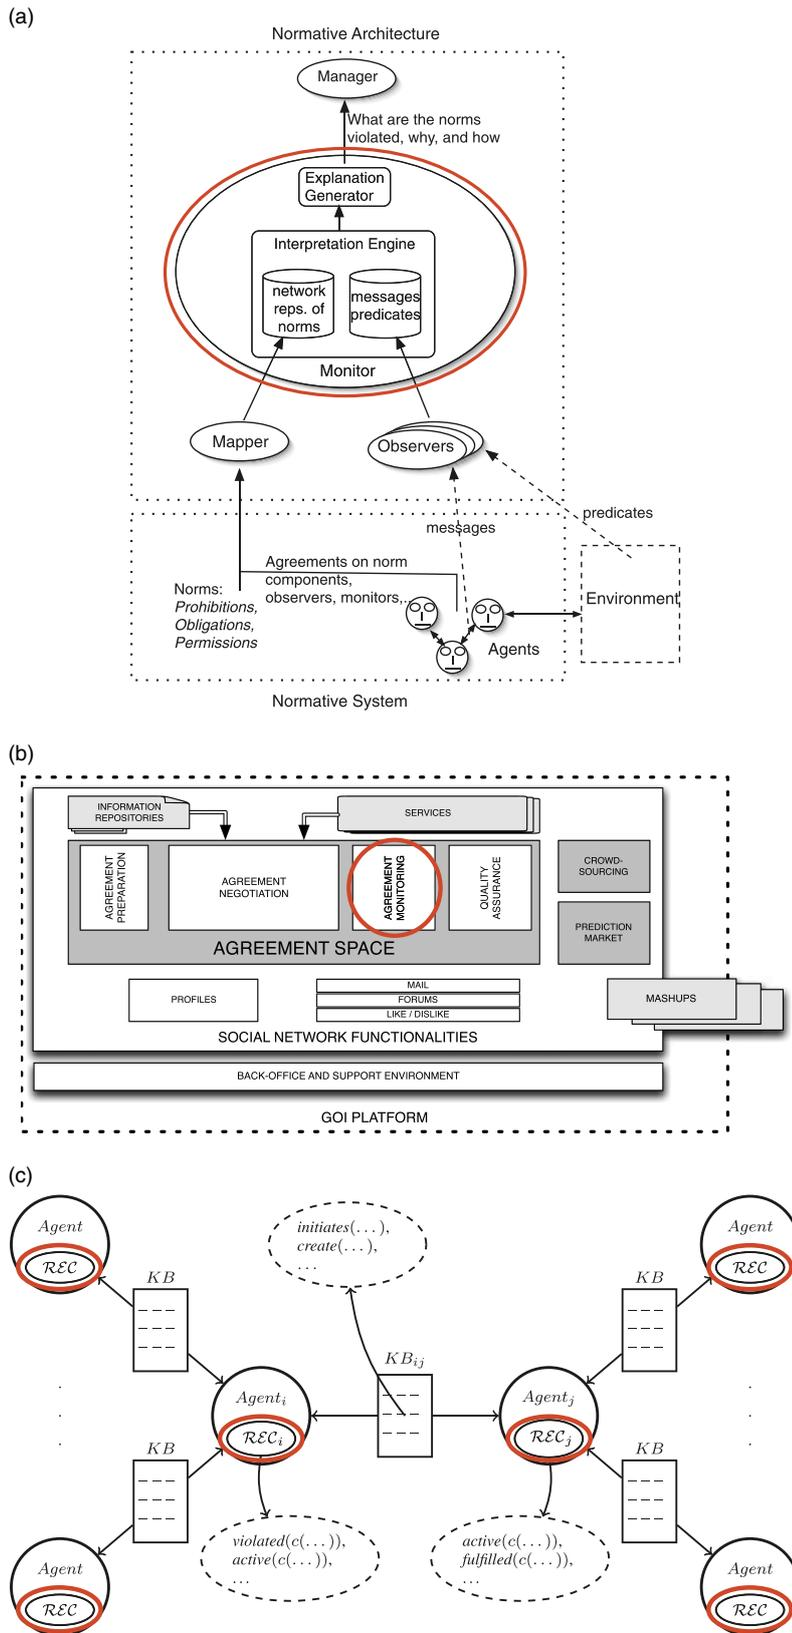 (a)
Normative Architecture
Manager
What are the norms
violated, why, and how
Explanation
Generator
Interpretation Engine
network
reps. of
norms
messages
predicates
Monitor
Mapper
Observers
predicates
messages
Agreements on norm
components,
observers, monitors,..
Norms:
Prohibitions,
Obligations,
Permissions
Environment
Agents
Normative System
(b)
INFORMATION
REPOSITORIES
SERVICES
AGREEMENT
PREPARATION
AGREEMENT
NEGOTIATION
AGREEMENT
MONITORING
QUALITY
ASSURANCE
CROWD-
SOURCING
PREDICTION
MARKET
AGREEMENT SPACE
PROFILES
MAIL
FORUMS
LIKE / DISLIKE
MASHUPS
SOCIAL NETWORK FUNCTIONALITIES
BACK-OFFICE AND SUPPORT ENVIRONMENT
GOI PLATFORM
(c)
Agent
REC
KB
initiates(...),
create(...),
...
KB
Agent
REC
Agent_i
REC_i
KB_ij
Agent_j
REC_j
KB
violated(c(...)),
active(c(...)),
...
active(c(...)),
fulfilled(c(...)),
...
KB
Agent
REC
Agent
REC